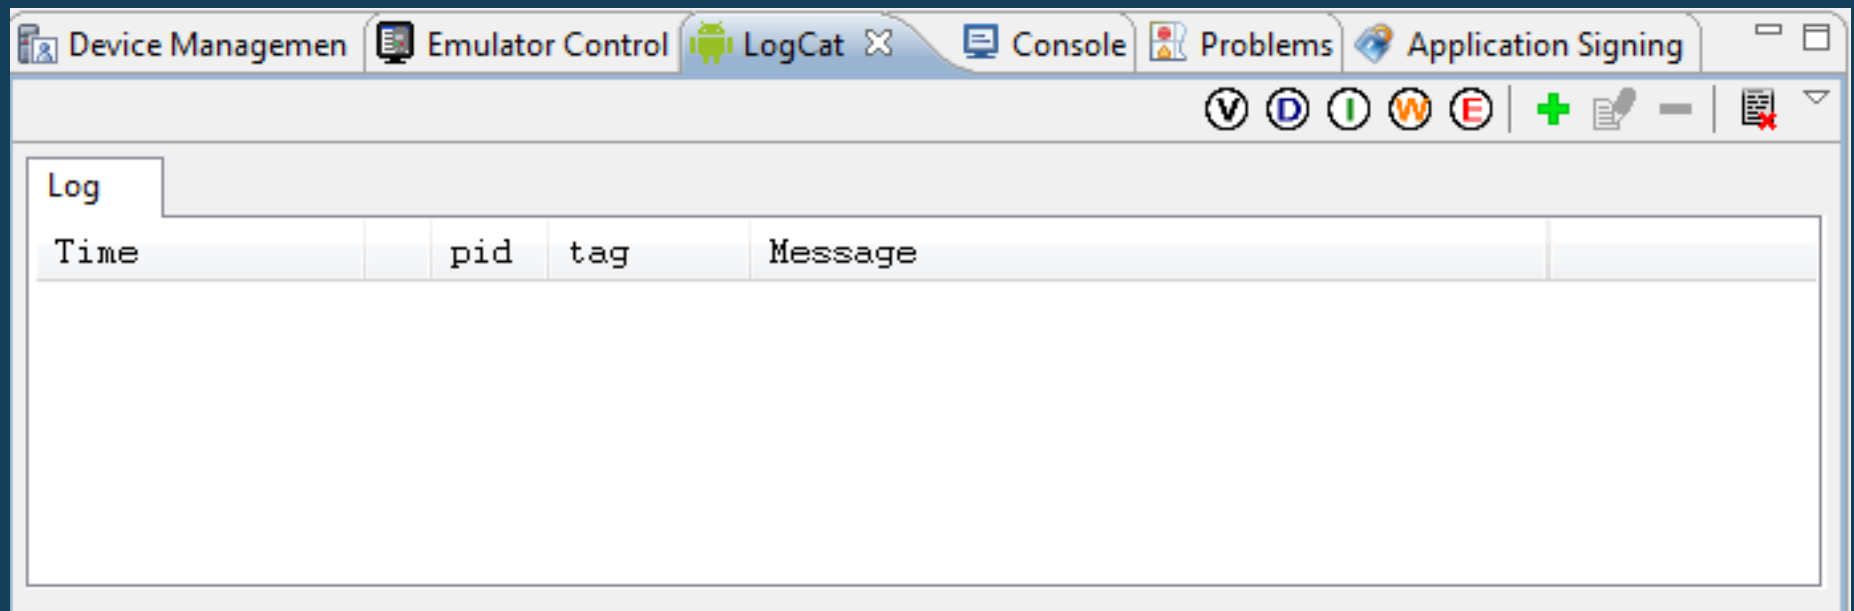 Device Managemen Emulator Control LogCat Console Problems Application Signing
V D I W E
Log
Time pid tag Message